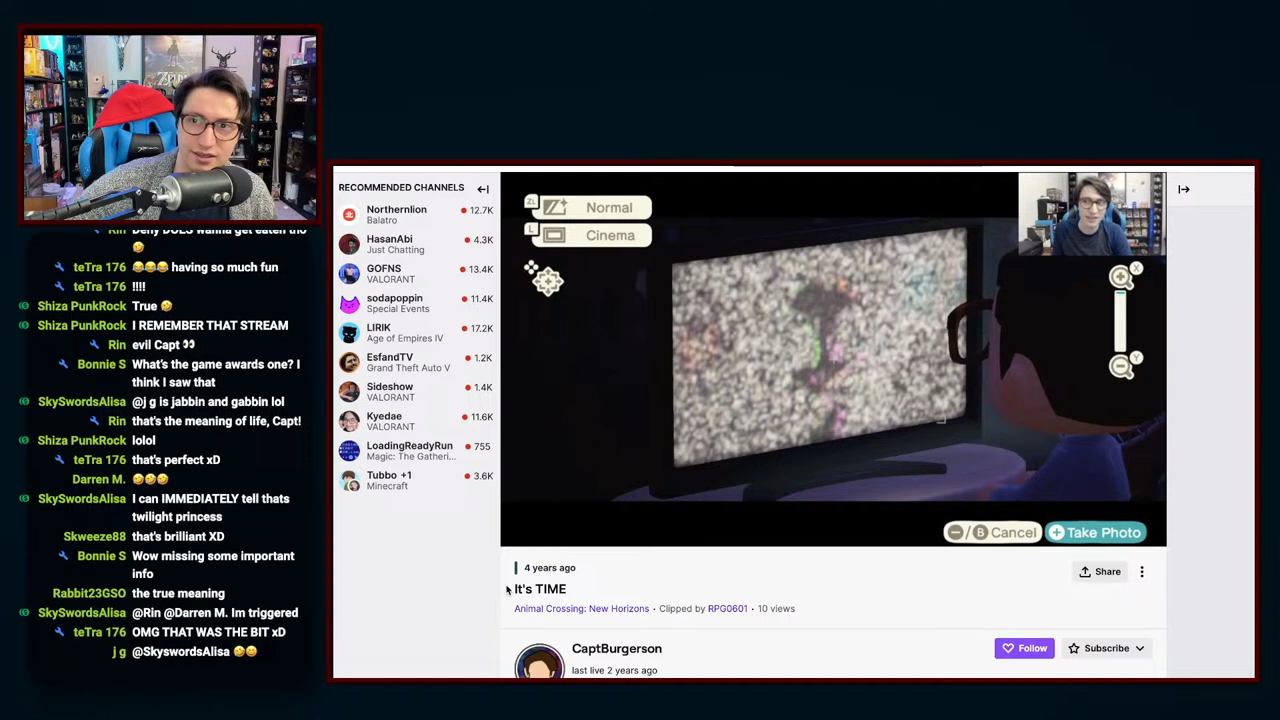 Rin Deny DOES wanna get eaten tho
🤣
teTra 176 😂😂😂 having so much fun
teTra 176 !!!!
Shiza PunkRock True 🤣
Shiza PunkRock I REMEMBER THAT STREAM
Rin evil Capt 👀
Bonnie S What's the game awards one? I
think I saw that
SkySwordsAlisa @j g is jabbin and gabbin lol
Rin that's the meaning of life, Capt!
Shiza PunkRock lolol
teTra 176 that's perfect xD
Darren M. 🤣🤣🤣
SkySwordsAlisa I can IMMEDIATELY tell thats
twilight princess
Skweeze88 that's brilliant XD
Bonnie S Wow missing some important
info
Rabbit23GSO the true meaning
SkySwordsAlisa @Rin @Darren M. Im triggered
teTra 176 OMG THAT WAS THE BIT xD
j g @SkyswordsAlisa 🤣😄
RECOMMENDED CHANNELS
Northernlion 12.7K
Balatro
HasanAbi 4.3K
Just Chatting
GOFNS 13.4K
VALORANT
sodapoppin 11.4K
Special Events
LIRIK 17.2K
Age of Empires IV
EsfandTV 1.2K
Grand Theft Auto V
Sideshow 1.4K
VALORANT
Kyedae 11.6K
VALORANT
LoadingReadyRun 755
Magic: The Gatheri...
Tubbo +1 3.6K
Minecraft
ZL Normal
L Cinema
X
Y
−/B Cancel
+ Take Photo
4 years ago
It's TIME
Animal Crossing: New Horizons · Clipped by RPG0601 · 10 views
Share
CaptBurgerson
last live 2 years ago
Follow
Subscribe